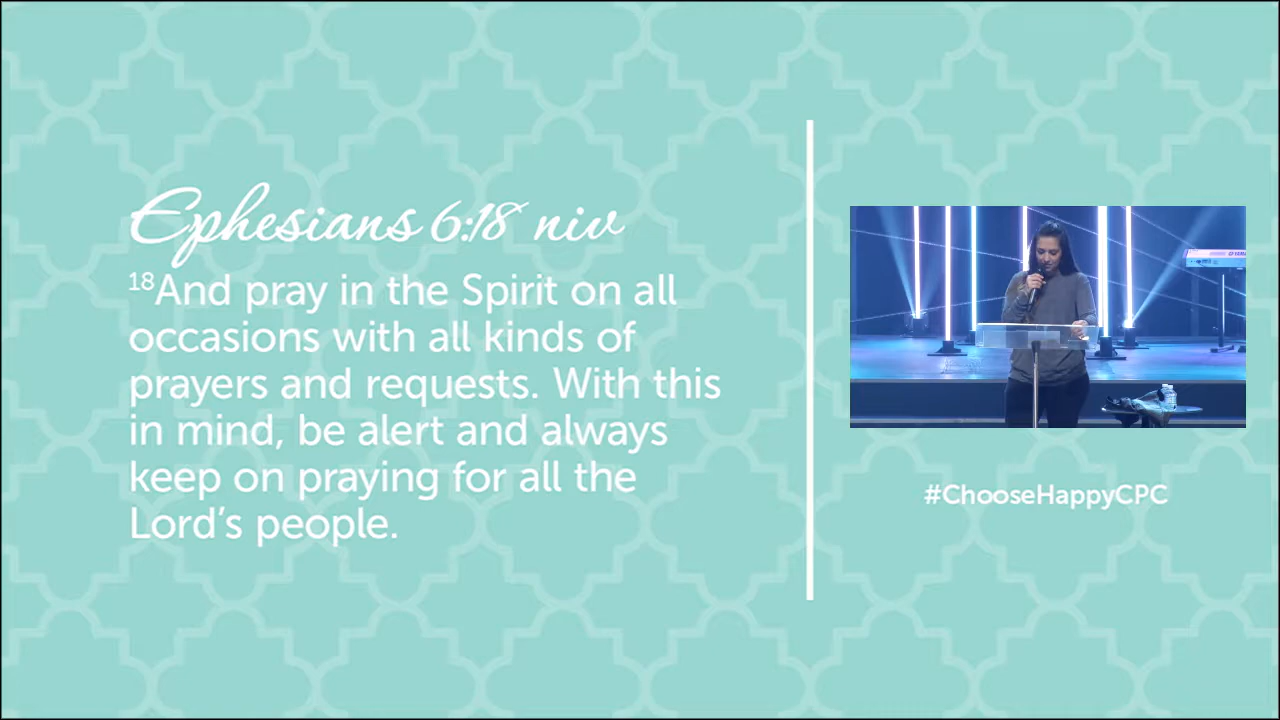 Ephesians 6:18 niv
18And pray in the Spirit on all
occasions with all kinds of
prayers and requests. With this
in mind, be alert and always
keep on praying for all the
Lord’s people.
#ChooseHappyCPC